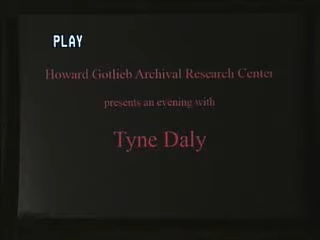 PLAY
Howard Gotlieb Archival Research Center
presents an evening with
Tyne Daly